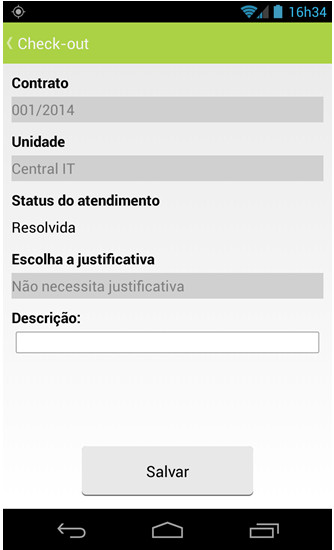 16h34
Check-out
Contrato
001/2014
Unidade
Central IT
Status do atendimento
Resolvida
Escolha a justificativa
Não necessita justificativa
Descrição:
Salvar